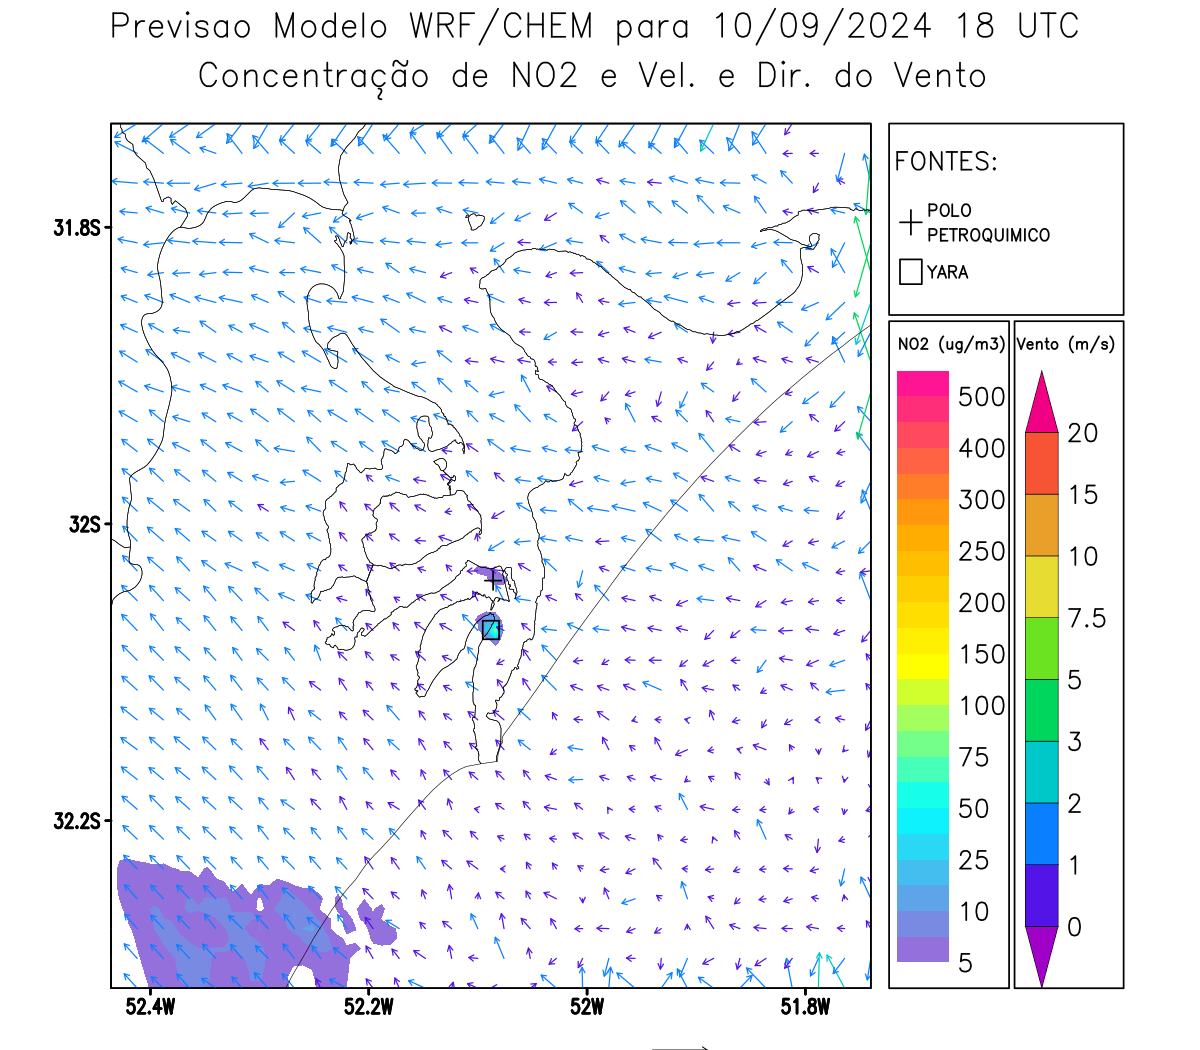 Previsao Modelo WRF/CHEM para 10/09/2024 18 UTC
Concentração de NO2 e Vel. e Dir. do Vento
FONTES:
POLO
PETROQUIMICO
YARA
31.8S
32S
32.2S
52.4W
52.2W
52W
51.8W
NO2 (ug/m3)
500
400
300
250
200
150
100
75
50
25
10
5
Vento (m/s)
20
15
10
7.5
5
3
2
1
0